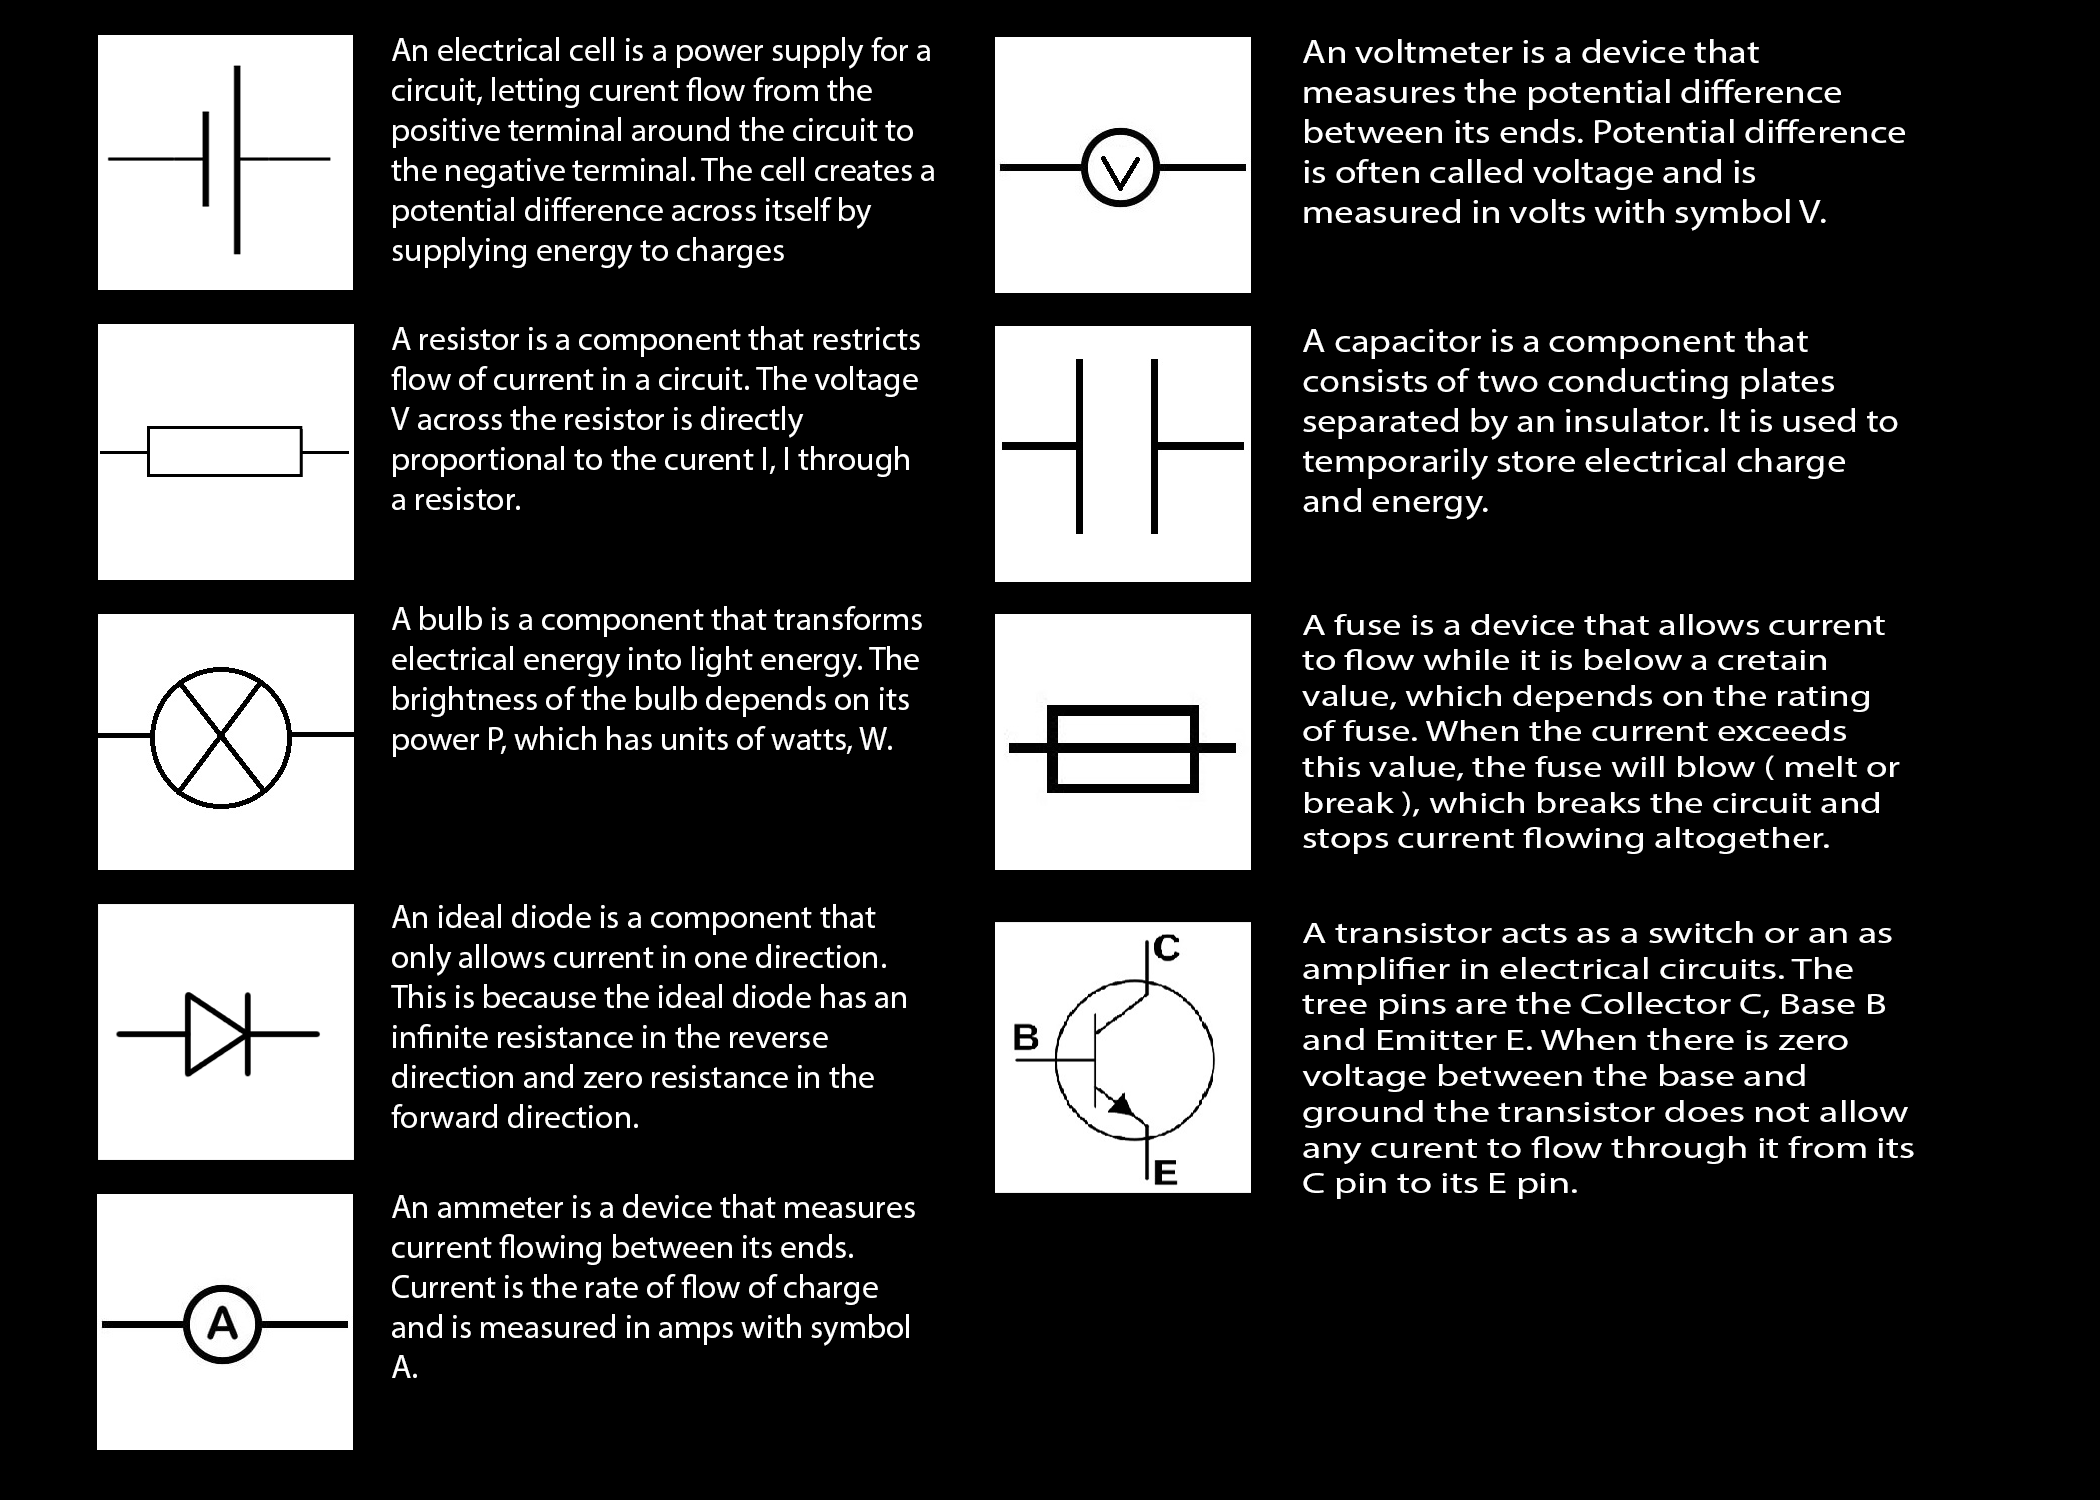 An electrical cell is a power supply for a
circuit, letting curent flow from the
positive terminal around the circuit to
the negative terminal. The cell creates a
potential difference across itself by
supplying energy to charges
A resistor is a component that restricts
flow of current in a circuit. The voltage
V across the resistor is directly
proportional to the curent I, I through
a resistor.
A bulb is a component that transforms
electrical energy into light energy. The
brightness of the bulb depends on its
power P, which has units of watts, W.
An ideal diode is a component that
only allows current in one direction.
This is because the ideal diode has an
infinite resistance in the reverse
direction and zero resistance in the
forward direction.
A
An ammeter is a device that measures
current flowing between its ends.
Current is the rate of flow of charge
and is measured in amps with symbol
A.
V
An voltmeter is a device that
measures the potential difference
between its ends. Potential difference
is often called voltage and is
measured in volts with symbol V.
A capacitor is a component that
consists of two conducting plates
separated by an insulator. It is used to
temporarily store electrical charge
and energy.
A fuse is a device that allows current
to flow while it is below a cretain
value, which depends on the rating
of fuse. When the current exceeds
this value, the fuse will blow ( melt or
break ), which breaks the circuit and
stops current flowing altogether.
C
B
E
A transistor acts as a switch or an as
amplifier in electrical circuits. The
tree pins are the Collector C, Base B
and Emitter E. When there is zero
voltage between the base and
ground the transistor does not allow
any curent to flow through it from its
C pin to its E pin.